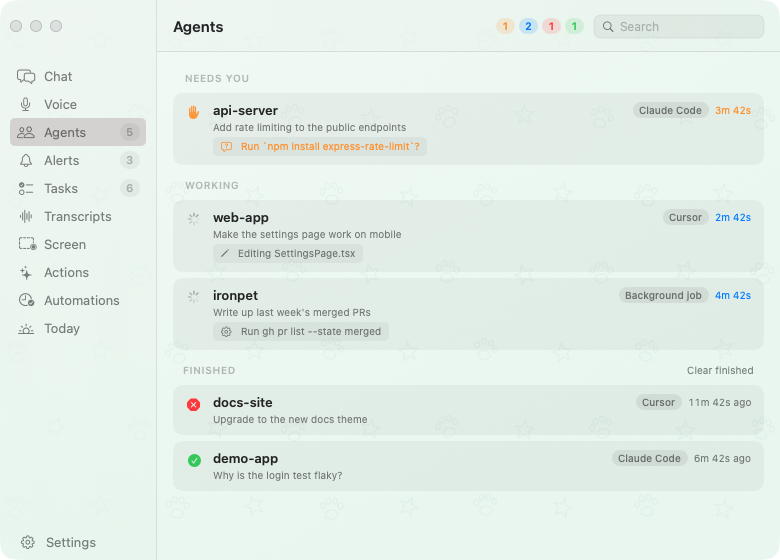 Agents
1 2 1 1
Search
Chat
Voice
Agents 5
Alerts 3
Tasks 6
Transcripts
Screen
Actions
Automations
Today
Settings
NEEDS YOU
api-server
Claude Code 3m 42s
Add rate limiting to the public endpoints
Run `npm install express-rate-limit`?
WORKING
web-app
Cursor 2m 42s
Make the settings page work on mobile
Editing SettingsPage.tsx
ironpet
Background job 4m 42s
Write up last week's merged PRs
Run gh pr list --state merged
FINISHED
Clear finished
docs-site
Cursor 11m 42s ago
Upgrade to the new docs theme
demo-app
Claude Code 6m 42s ago
Why is the login test flaky?